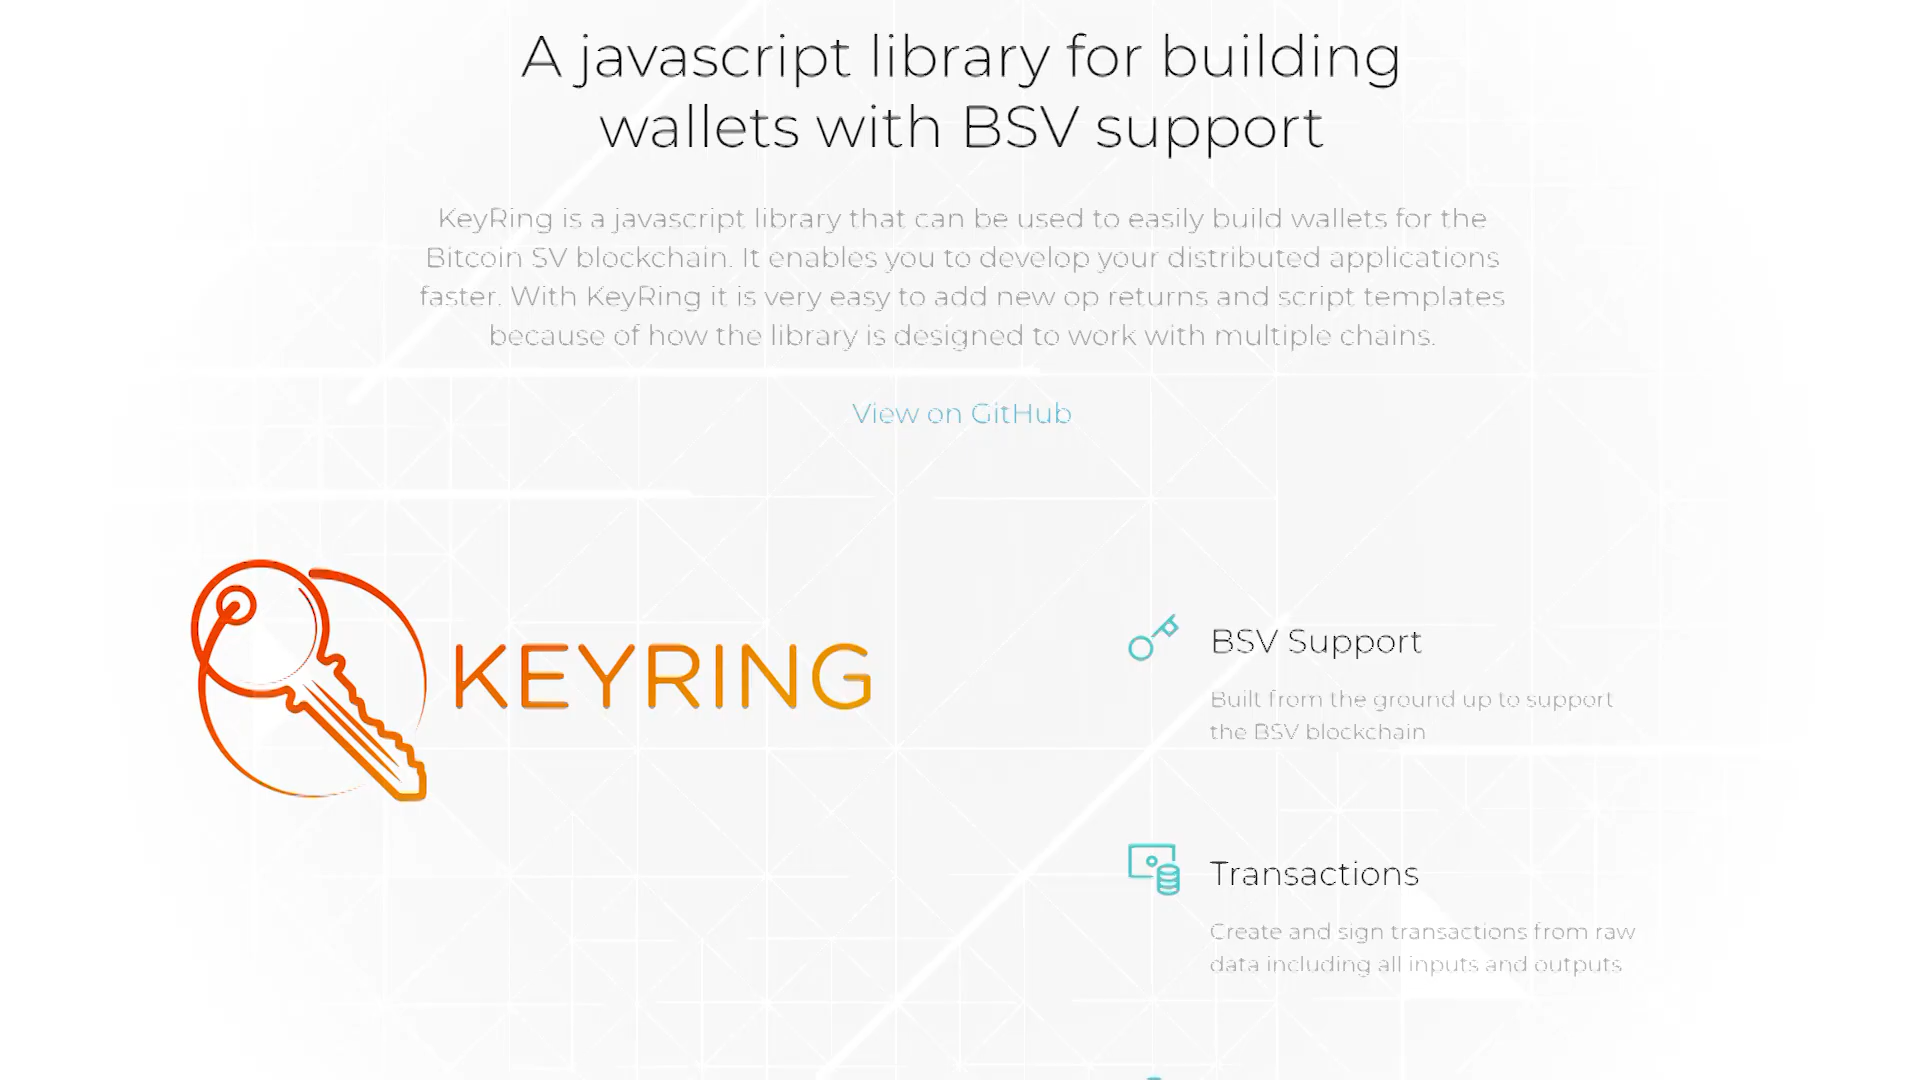 A javascript library for building
wallets with BSV support
KeyRing is a javascript library that can be used to easily build wallets for the
Bitcoin SV blockchain. It enables you to develop your distributed applications
faster. With KeyRing it is very easy to add new op returns and script templates
because of how the library is designed to work with multiple chains.
View on GitHub
KEYRING
BSV Support
Built from the ground up to support
the BSV blockchain
Transactions
Create and sign transactions from raw
data including all inputs and outputs